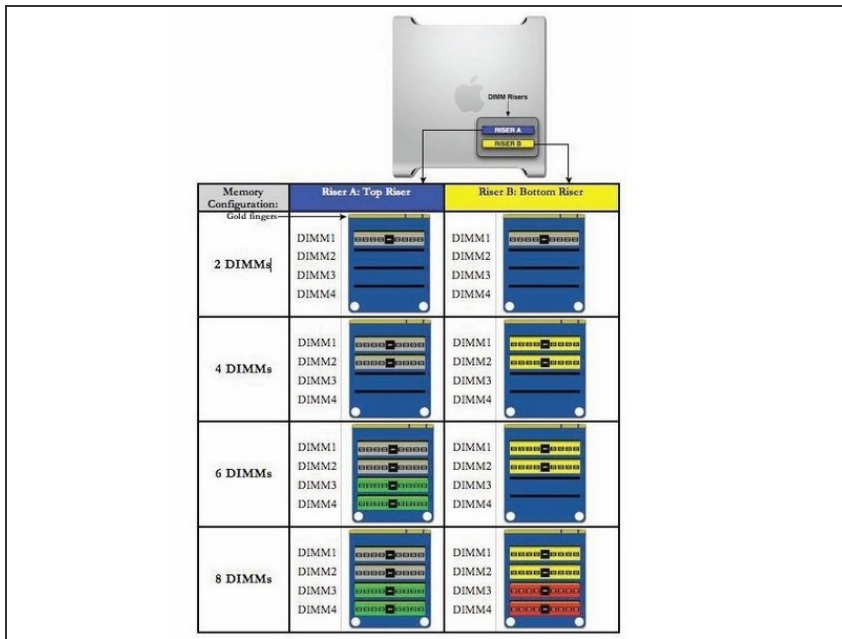 DIMM Risers
RISER A
RISER B
Memory Configuration:
Riser A: Top Riser
Riser B: Bottom Riser
Gold fingers
2 DIMMs
DIMM1
DIMM2
DIMM3
DIMM4
DIMM1
DIMM2
DIMM3
DIMM4
4 DIMMs
DIMM1
DIMM2
DIMM3
DIMM4
DIMM1
DIMM2
DIMM3
DIMM4
6 DIMMs
DIMM1
DIMM2
DIMM3
DIMM4
DIMM1
DIMM2
DIMM3
DIMM4
8 DIMMs
DIMM1
DIMM2
DIMM3
DIMM4
DIMM1
DIMM2
DIMM3
DIMM4